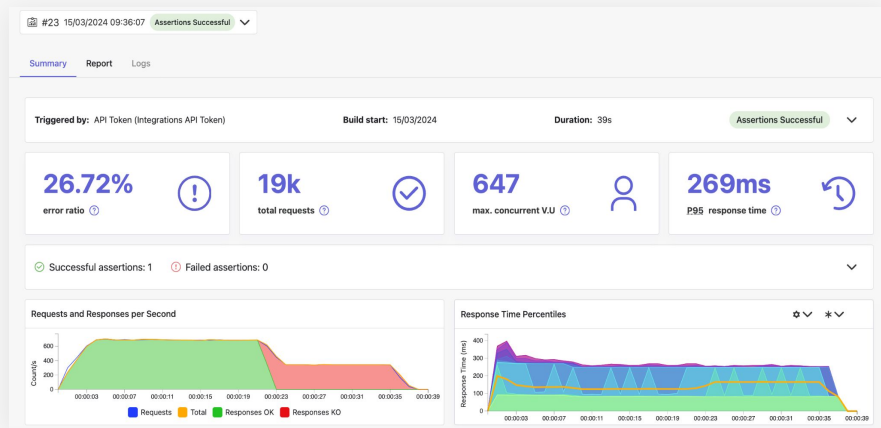 #23 15/03/2024 09:36:07 Assertions Successful
Summary Report Logs
Triggered by: API Token (Integrations API Token) Build start: 15/03/2024 Duration: 39s Assertions Successful
26.72% 19k 647 269ms
error ratio total requests max. concurrent V.U P95 response time
Successful assertions: 1 Failed assertions: 0
Requests and Responses per Second
Count/s
600
400
200
0
00:00:03 00:00:07 00:00:11 00:00:15 00:00:19 00:00:23 00:00:27 00:00:31 00:00:35 00:00:39
Requests Total Responses OK Responses KO
Response Time Percentiles
Response Time (ms)
400
300
200
100
0
00:00:03 00:00:07 00:00:11 00:00:15 00:00:19 00:00:23 00:00:27 00:00:31 00:00:35 00:00:39